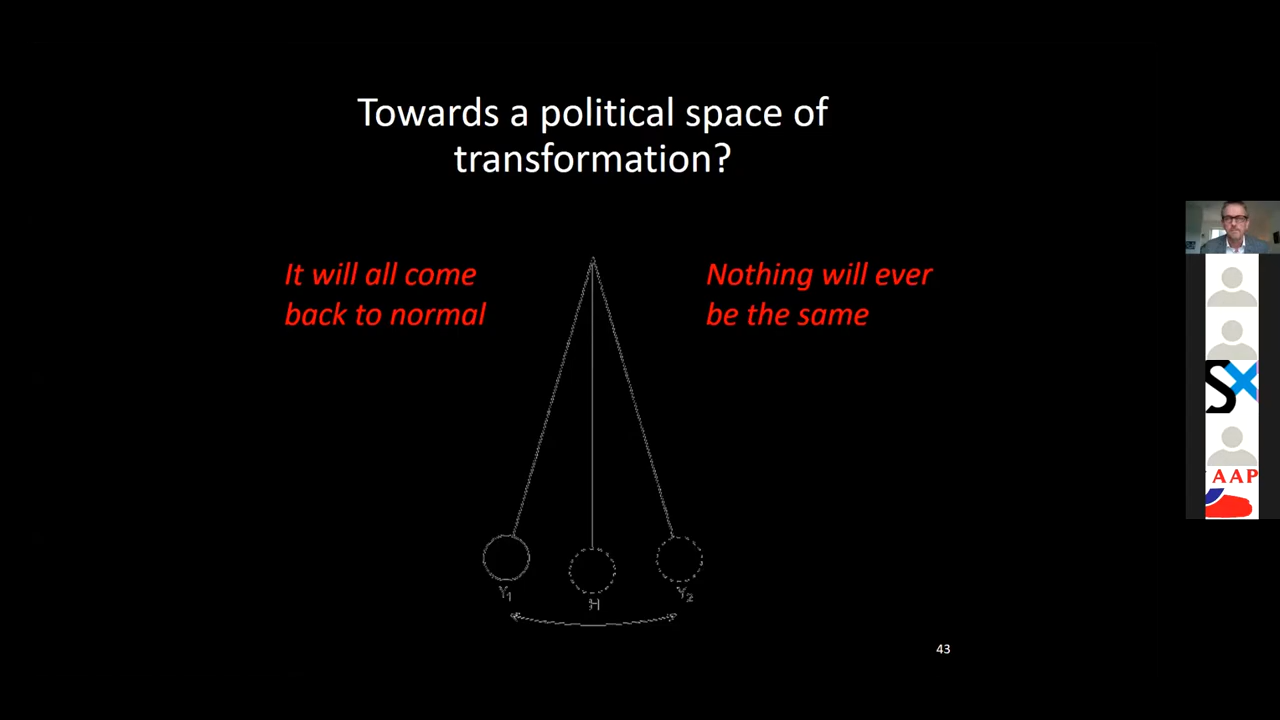 Towards a political space of
transformation?
It will all come
back to normal
Nothing will ever
be the same
Y1
H
Y2
43
SX
AAP